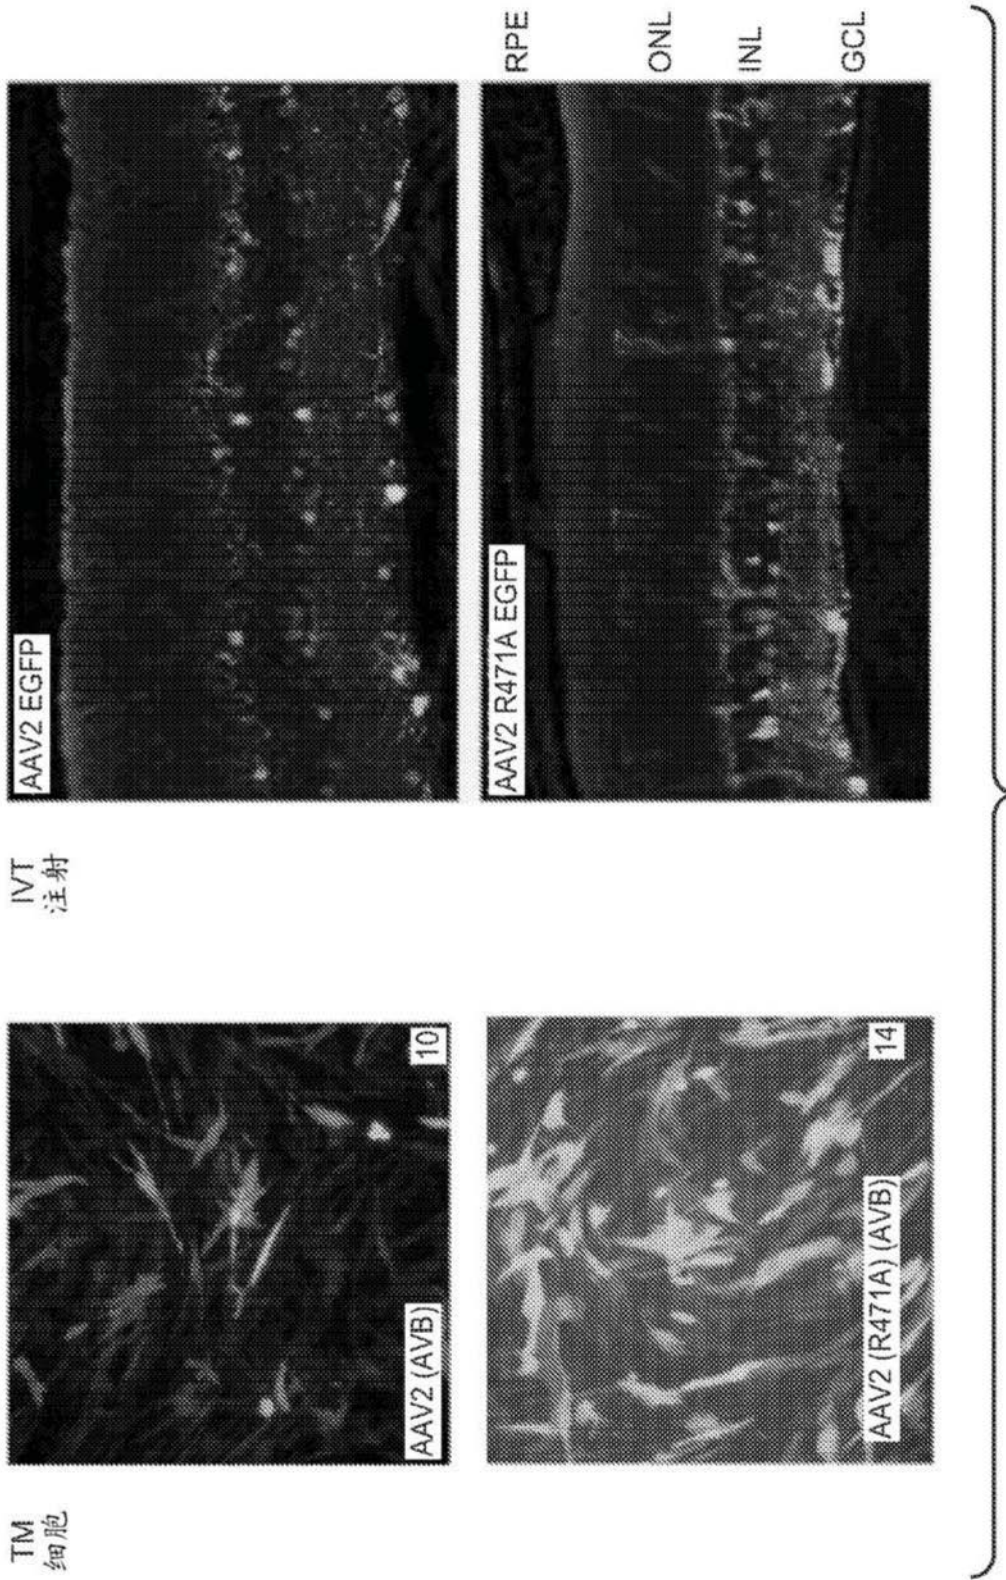 TM
细胞
AAV2 (AVB)
10
AAV2 (R471A) (AVB)
14
IVT
注射
AAV2 EGFP
AAV2 R471A EGFP
RPE
ONL
INL
GCL